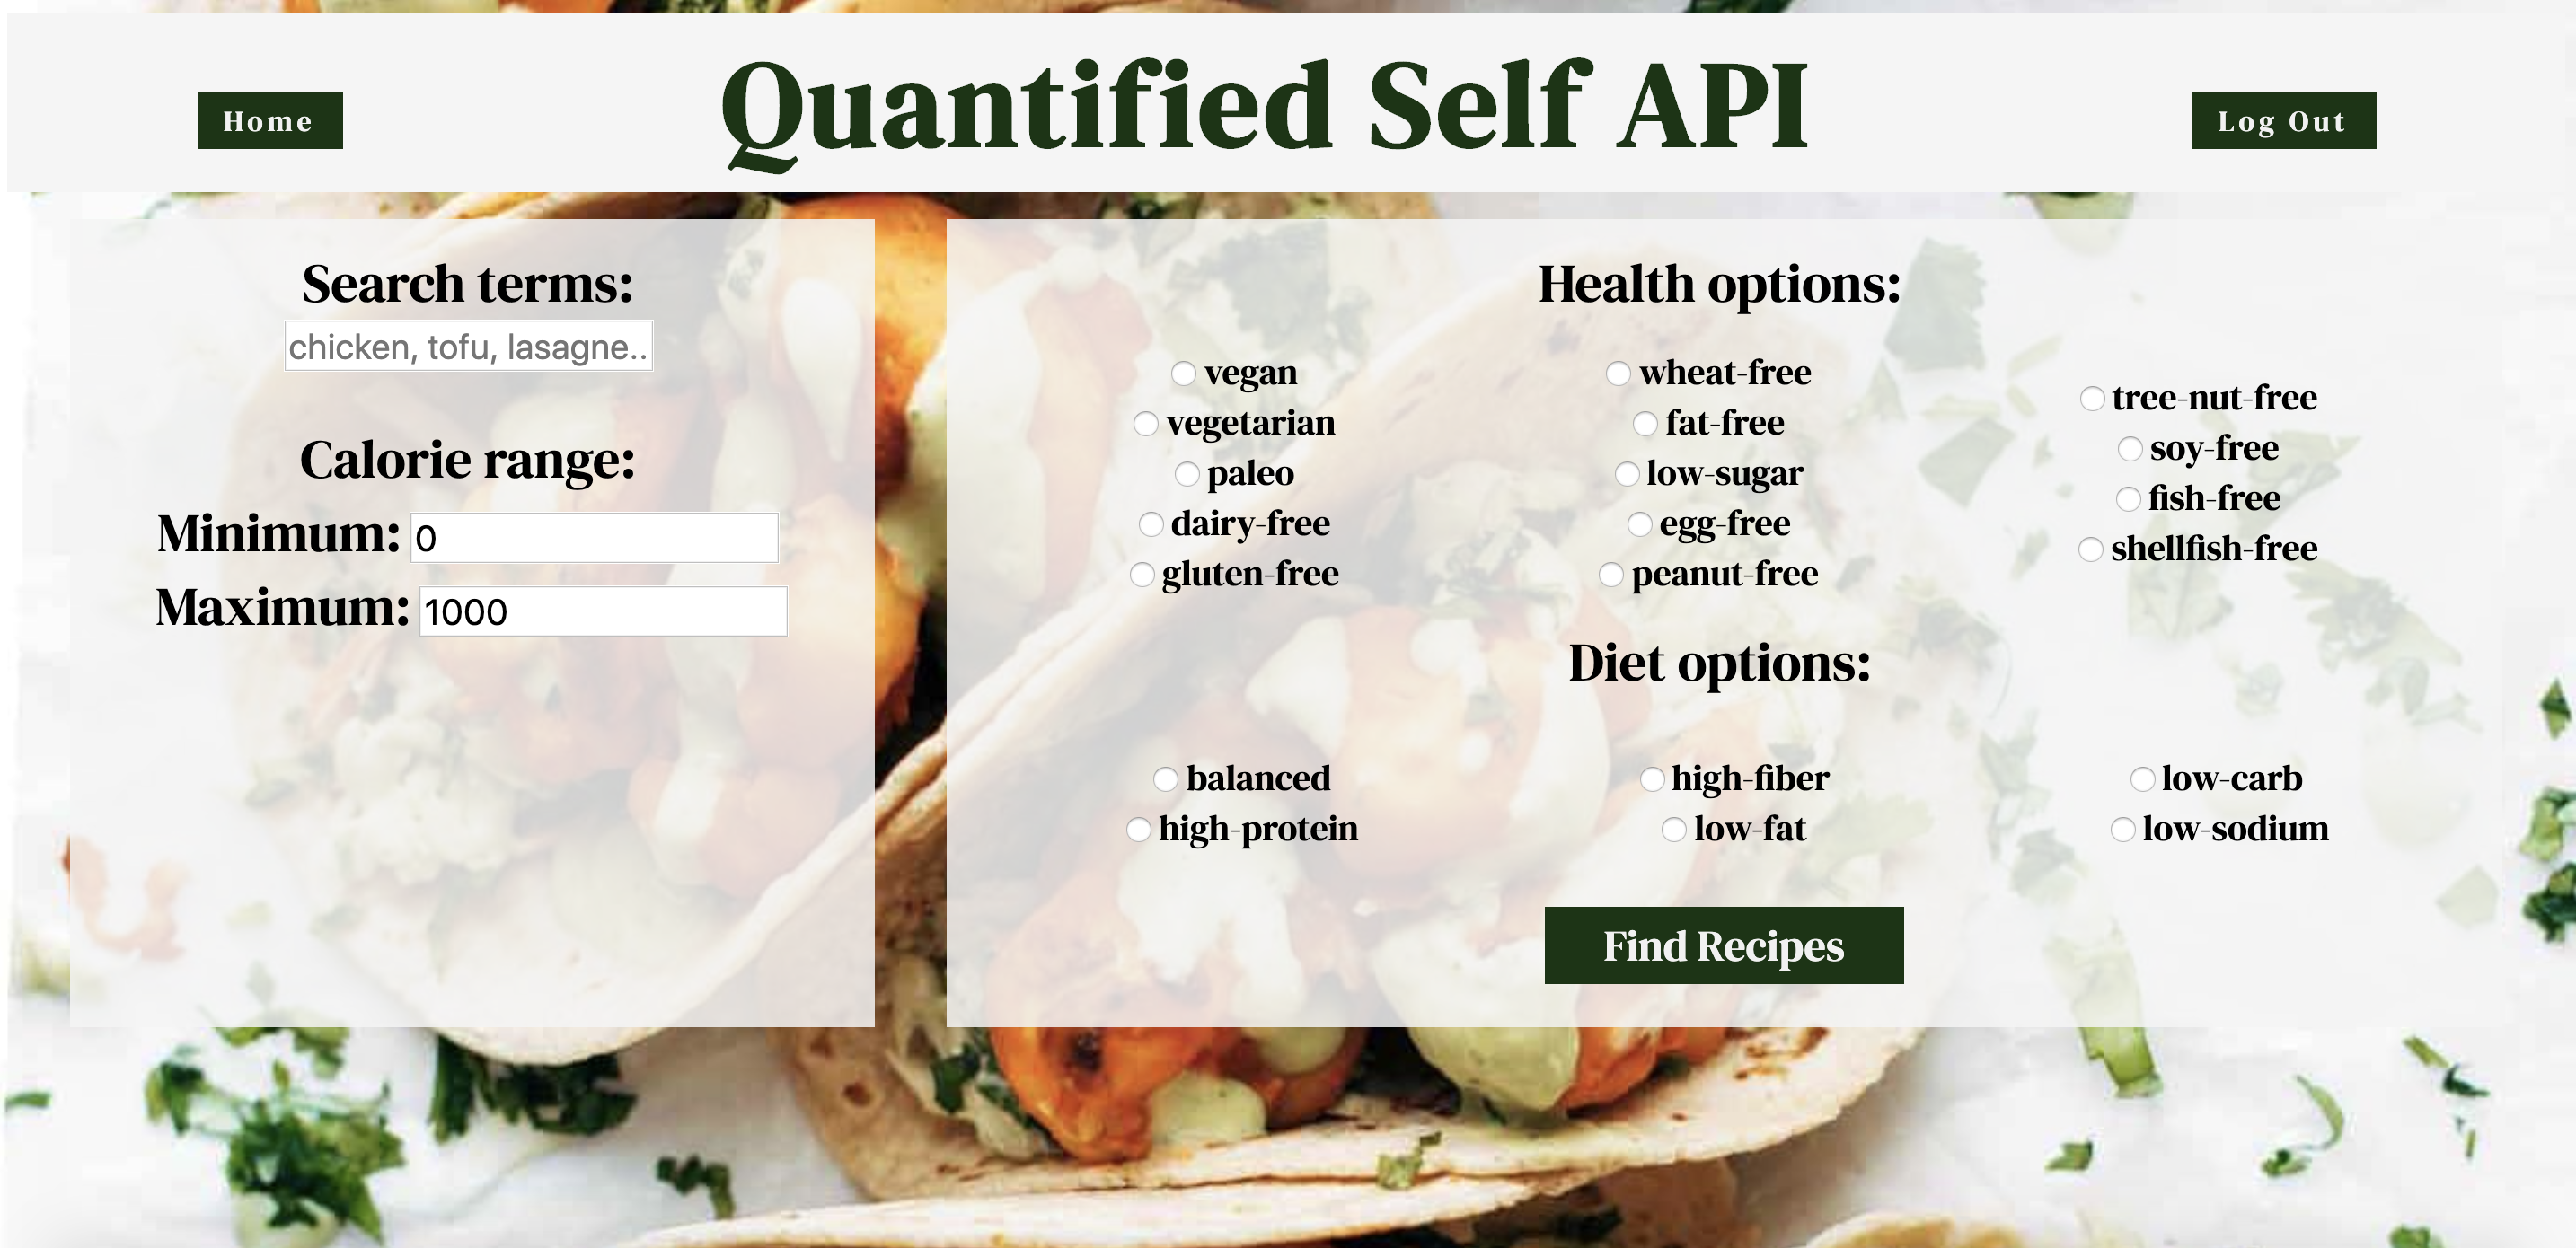 Home
Quantified Self API
Log Out
Search terms:
chicken, tofu, lasagne..
Calorie range:
Minimum: 0
Maximum: 1000
Health options:
vegan
vegetarian
paleo
dairy-free
gluten-free
wheat-free
fat-free
low-sugar
egg-free
peanut-free
tree-nut-free
soy-free
fish-free
shellfish-free
Diet options:
balanced
high-protein
high-fiber
low-fat
low-carb
low-sodium
Find Recipes